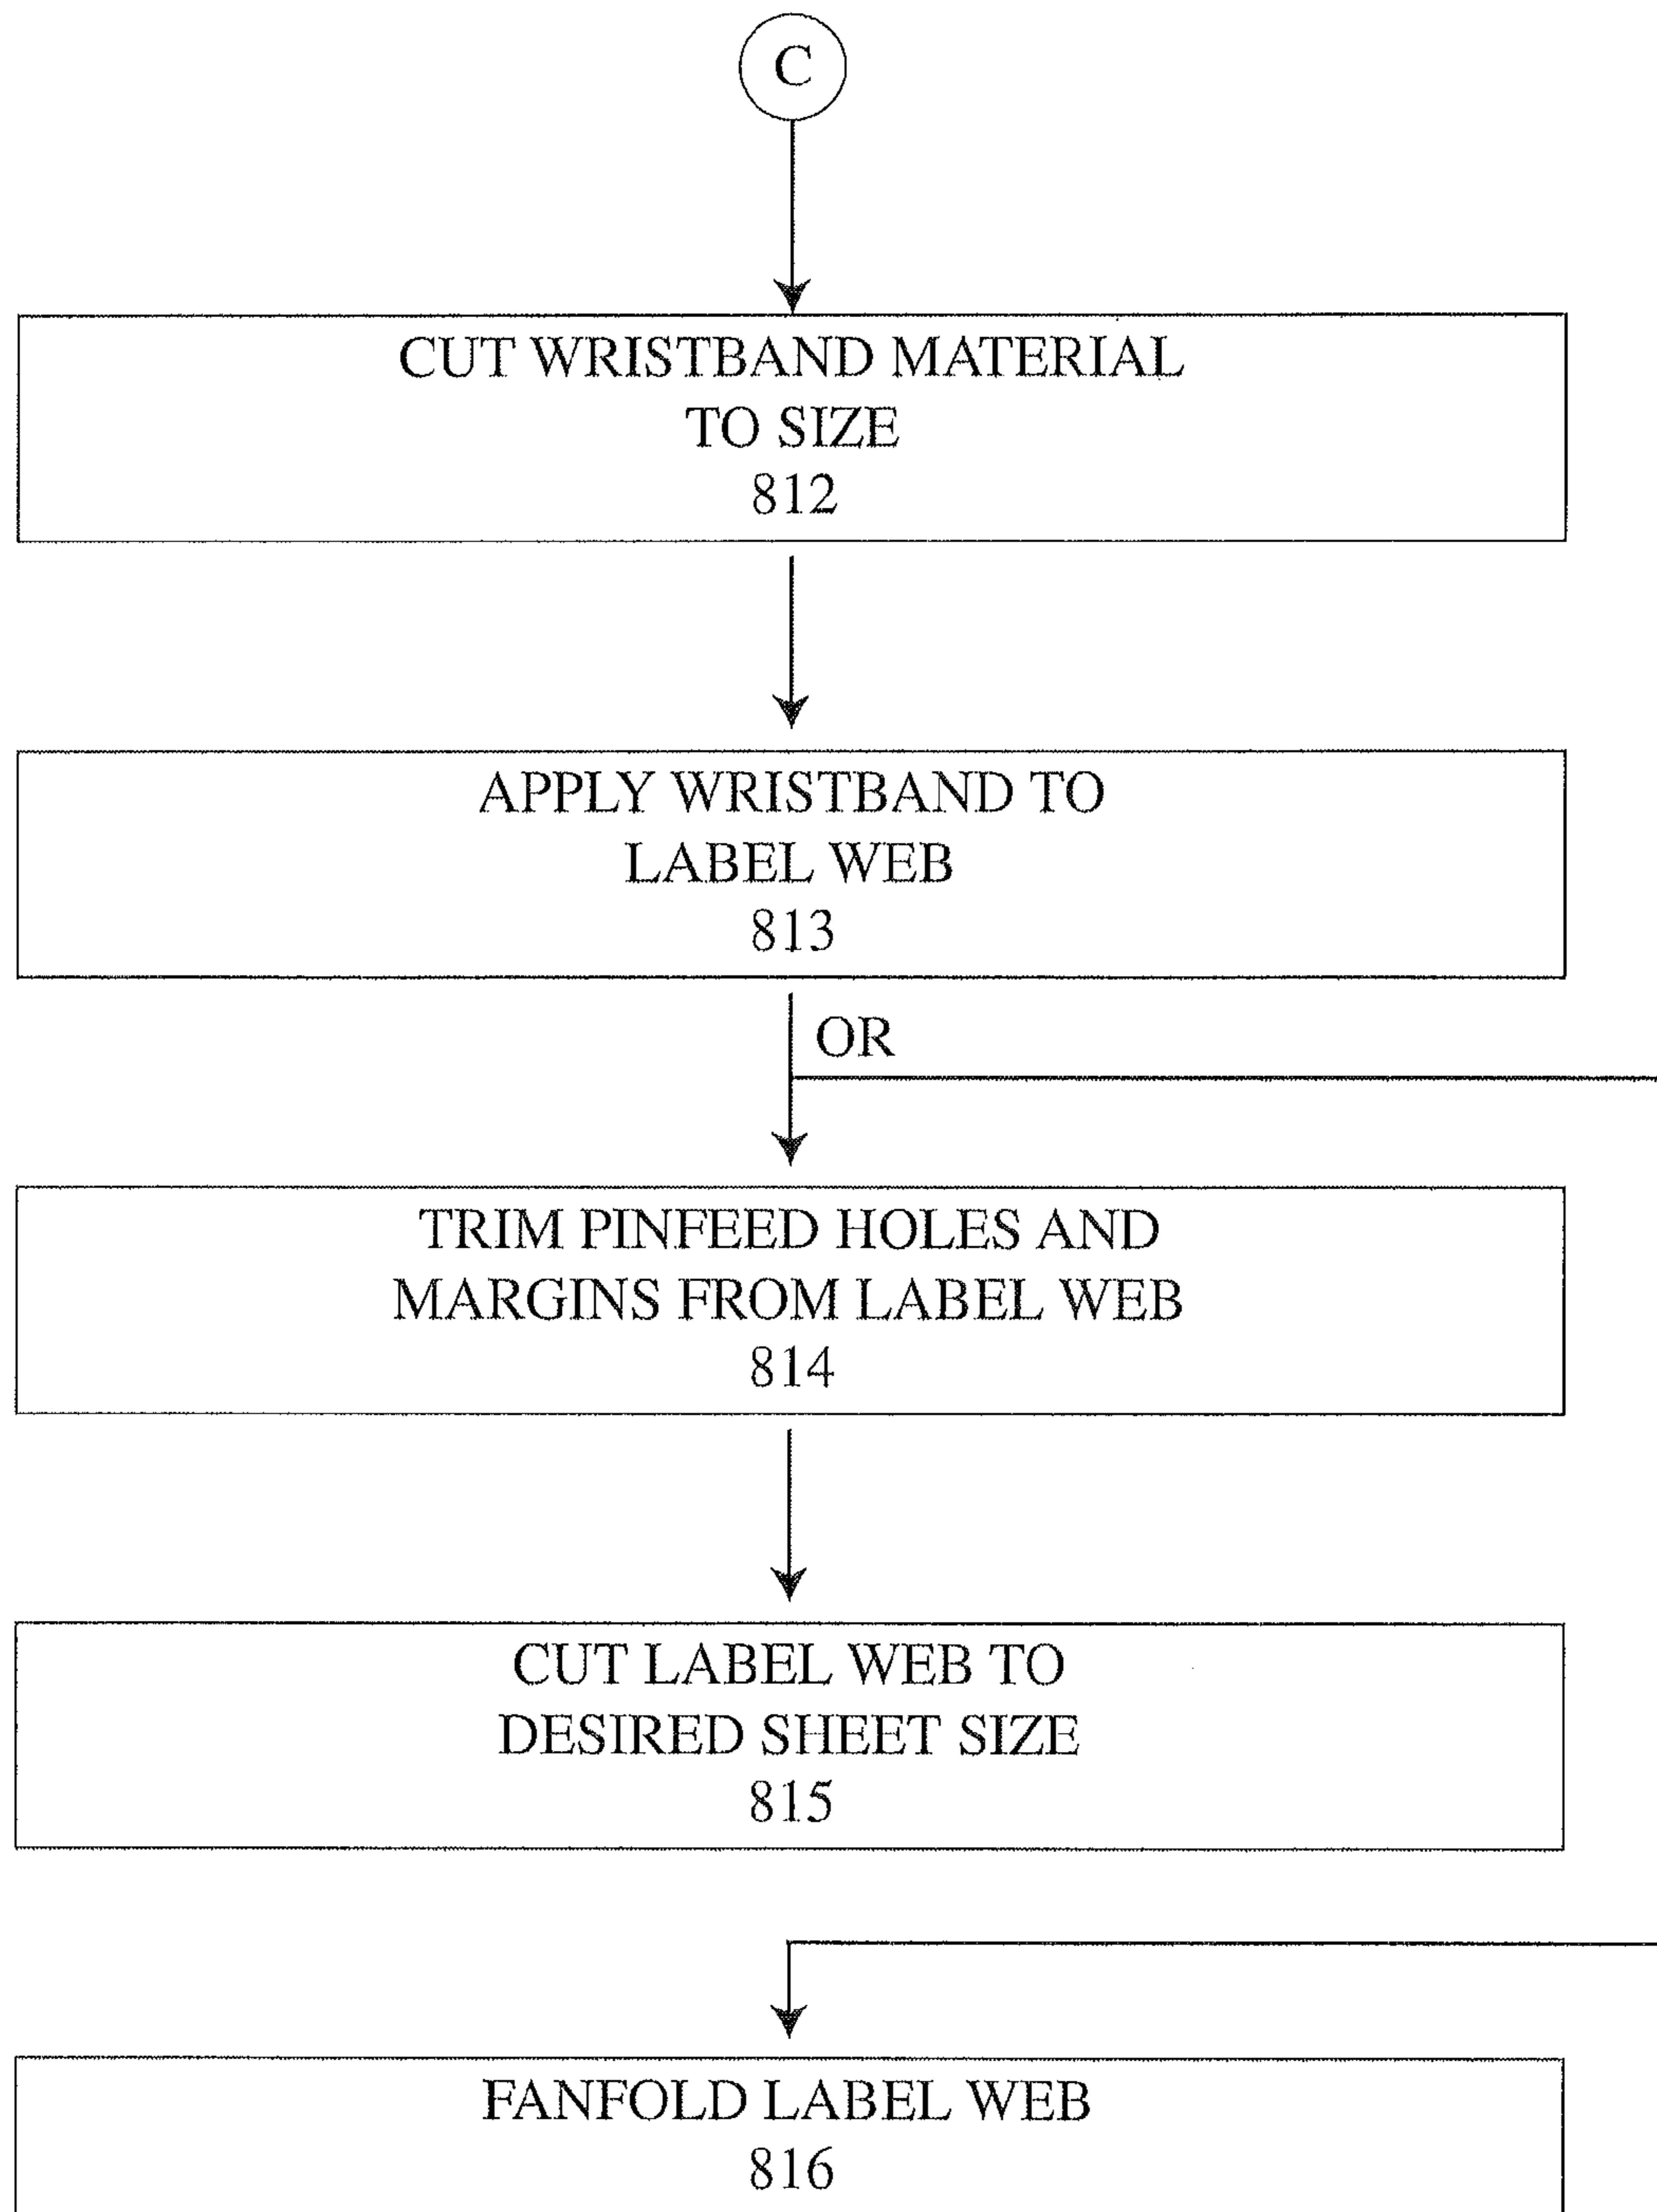 C
CUT WRISTBAND MATERIAL
TO SIZE
812
APPLY WRISTBAND TO
LABEL WEB
813
OR
TRIM PINFEED HOLES AND
MARGINS FROM LABEL WEB
814
CUT LABEL WEB TO
DESIRED SHEET SIZE
815
FANFOLD LABEL WEB
816